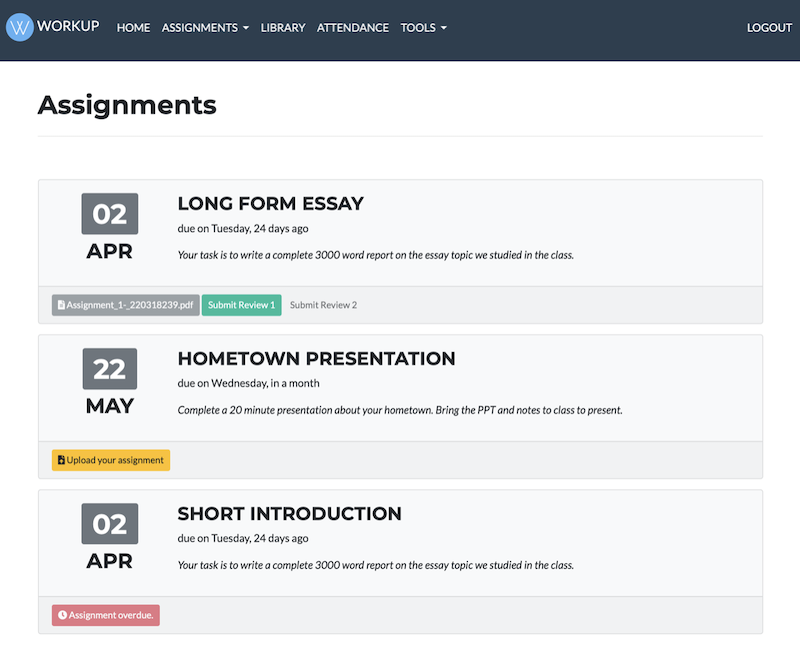 WORKUP HOME ASSIGNMENTS LIBRARY ATTENDANCE TOOLS LOGOUT
Assignments
02
APR
LONG FORM ESSAY
due on Tuesday, 24 days ago
Your task is to write a complete 3000 word report on the essay topic we studied in the class.
Assignment_1-_220318239.pdf Submit Review 1 Submit Review 2
22
MAY
HOMETOWN PRESENTATION
due on Wednesday, in a month
Complete a 20 minute presentation about your hometown. Bring the PPT and notes to class to present.
Upload your assignment
02
APR
SHORT INTRODUCTION
due on Tuesday, 24 days ago
Your task is to write a complete 3000 word report on the essay topic we studied in the class.
Assignment overdue.